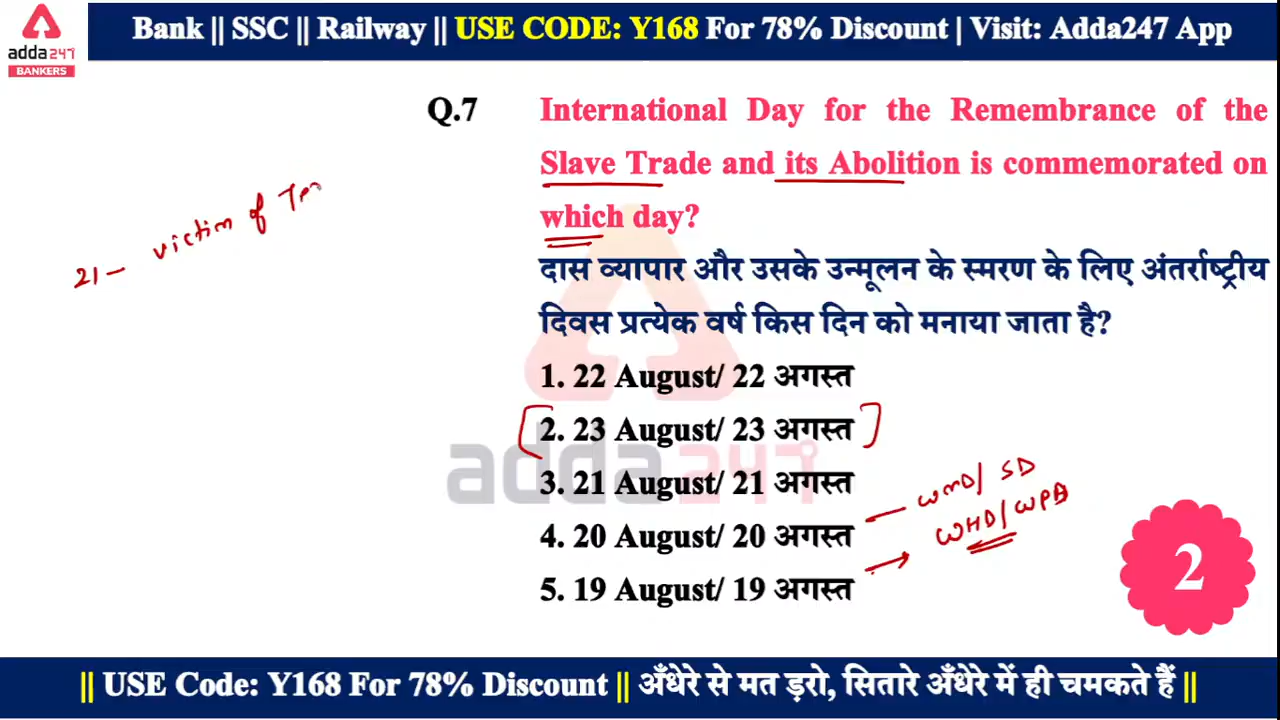 Bank || SSC || Railway || USE CODE: Y168 For 78% Discount | Visit: Adda247 App
adda247
BANKERS
Q.7 International Day for the Remembrance of the
Slave Trade and its Abolition is commemorated on
which day?
दास व्यापार और उसके उन्मूलन के स्मरण के लिए अंतर्राष्ट्रीय
दिवस प्रत्येक वर्ष किस दिन को मनाया जाता है?
1. 22 August/ 22 अगस्त
2. 23 August/ 23 अगस्त
3. 21 August/ 21 अगस्त
4. 20 August/ 20 अगस्त
5. 19 August/ 19 अगस्त
21 - victim of
WMD/ SD
WHD/WPD
adda247
2
|| USE Code: Y168 For 78% Discount || अँधेरे से मत ड़रो, सितारे अँधेरे में ही चमकते हैं ||